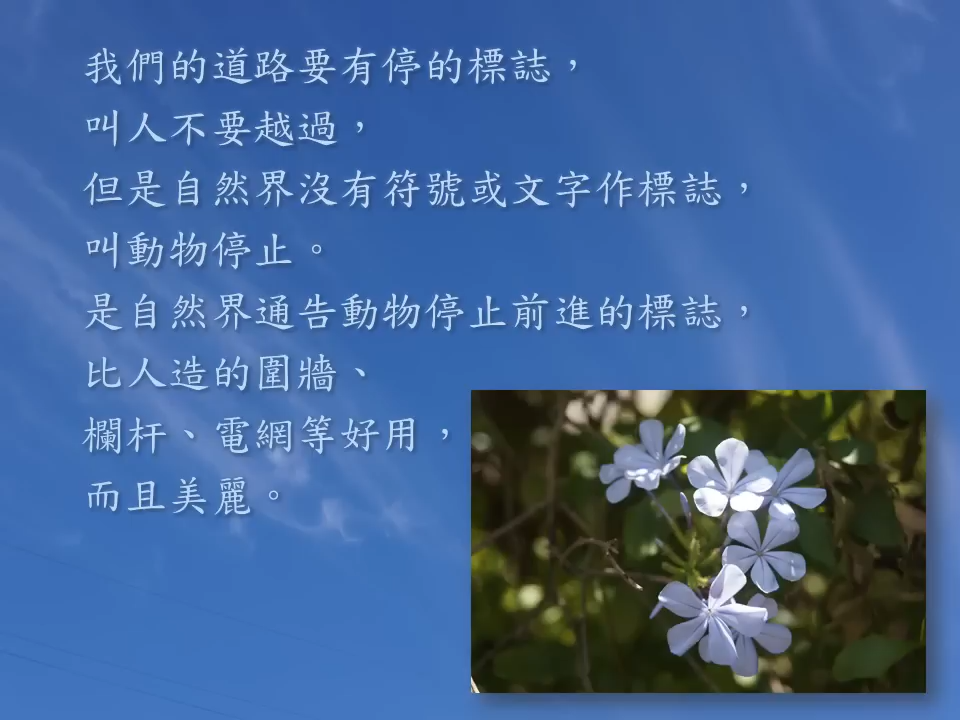 我們的道路要有停的標誌，
叫人不要越過，
但是自然界沒有符號或文字作標誌，
叫動物停止。
是自然界通告動物停止前進的標誌，
比人造的圍牆、
欄杆、電網等好用，
而且美麗。